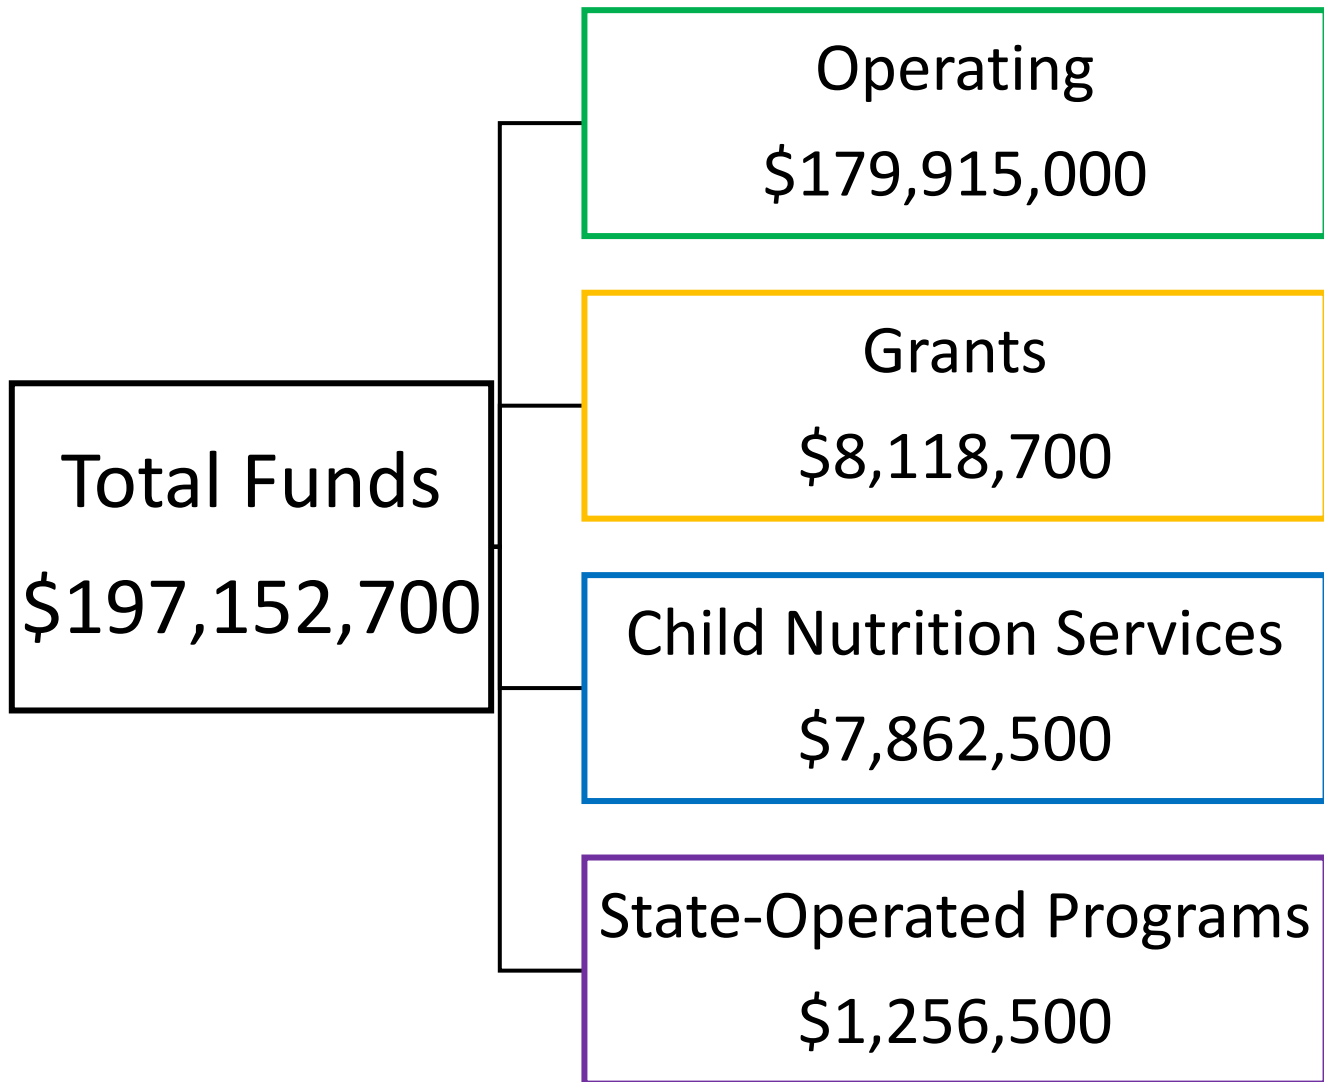 Total Funds
$197,152,700
Operating
$179,915,000
Grants
$8,118,700
Child Nutrition Services
$7,862,500
State-Operated Programs
$1,256,500